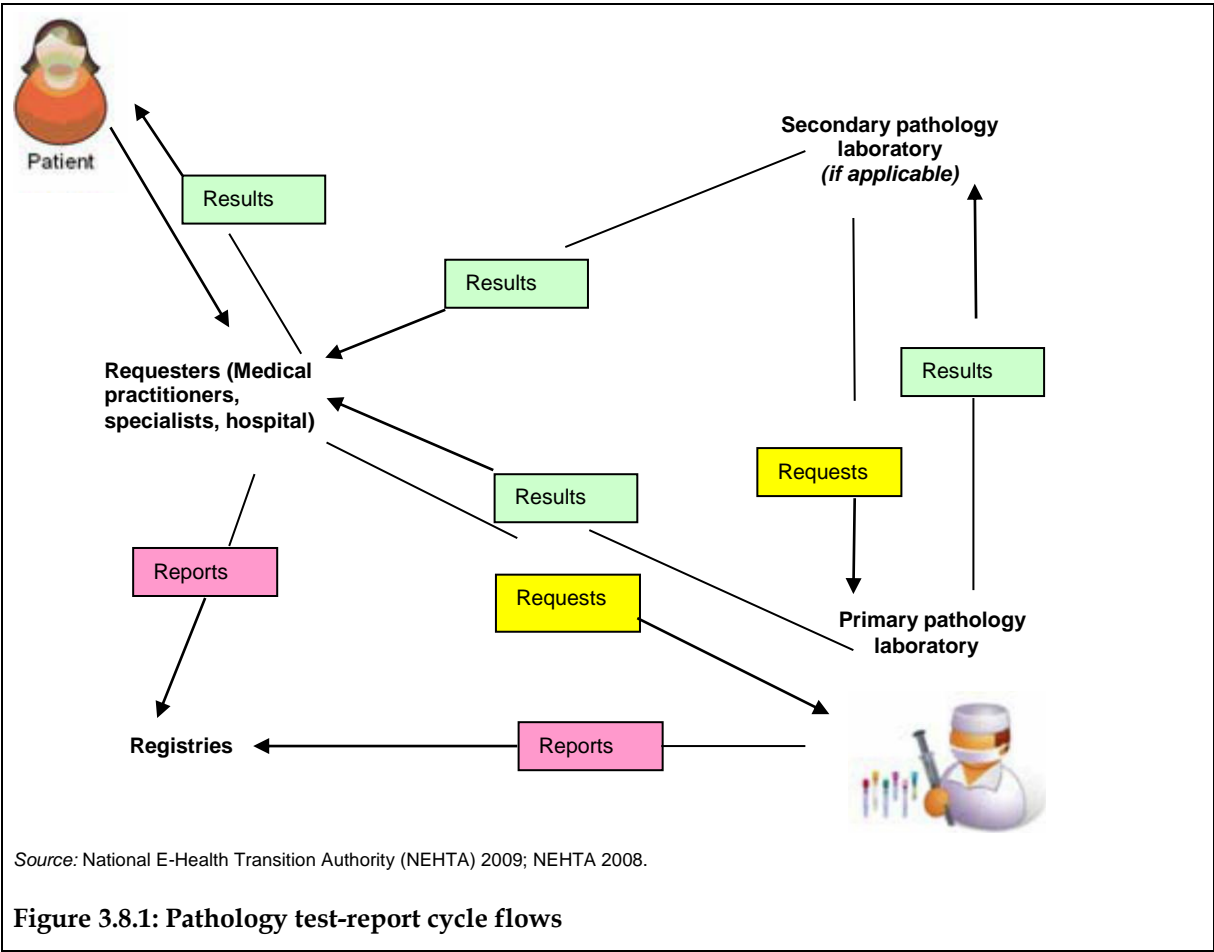 Patient
Results
Secondary pathology
laboratory
(if applicable)
Results
Requesters (Medical
practitioners,
specialists, hospital)
Results
Requests
Results
Reports
Requests
Primary pathology
laboratory
Registries
Reports
Source: National E-Health Transition Authority (NEHTA) 2009; NEHTA 2008.
Figure 3.8.1: Pathology test-report cycle flows